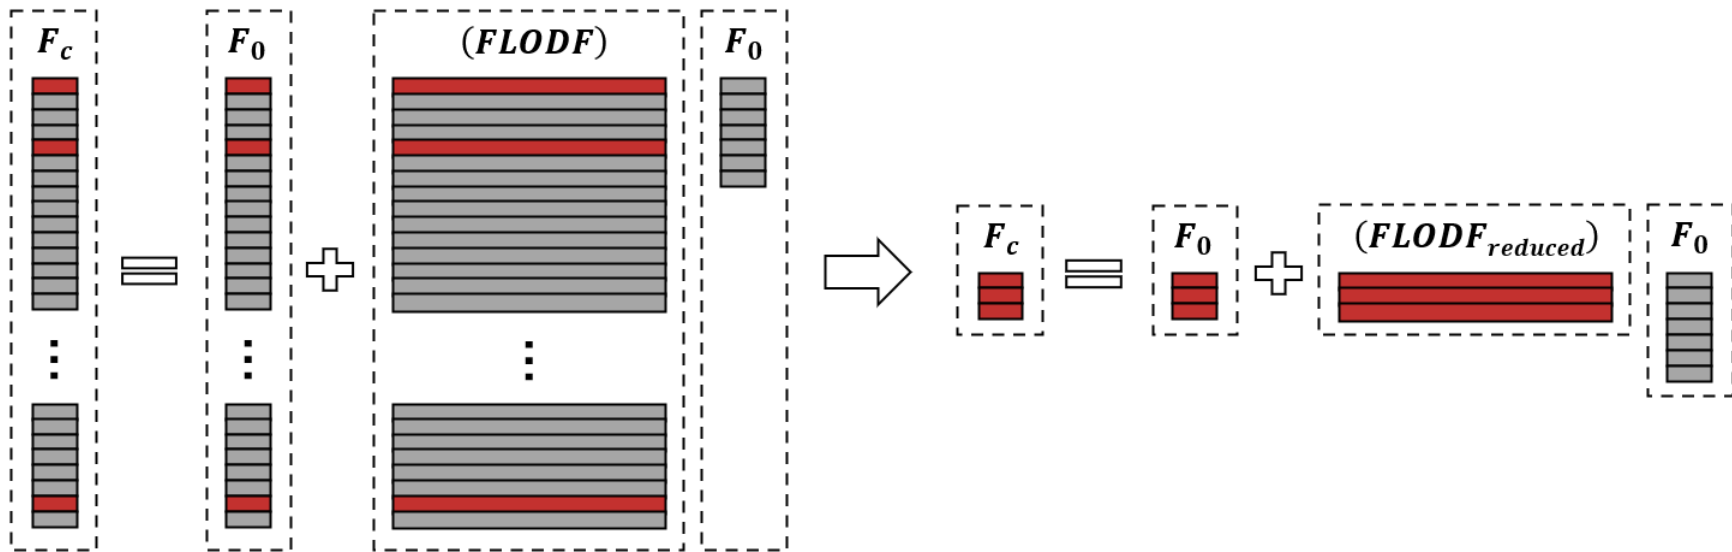 F_c = F_0 + (FLODF) F_0
⋮ ⋮ ⋮
F_c = F_0 + (FLODF_reduced) F_0